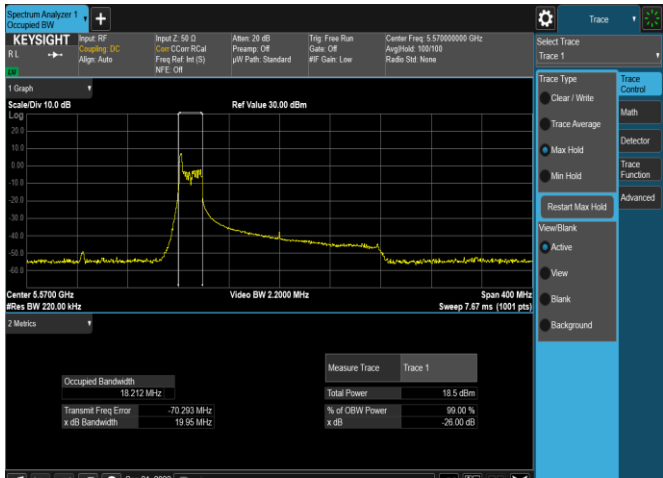 Spectrum Analyzer 1
Occupied BW
Trace
KEYSIGHT
R L
LXI
Input: RF
Coupling: DC
Align: Auto
Input Z: 50 Ω
Corr CCorr RCal
Freq Ref: Int (S)
NFE: Off
Atten: 20 dB
Preamp: Off
µW Path: Standard
Trig: Free Run
Gate: Off
#IF Gain: Low
Center Freq: 5.570000000 GHz
Avg|Hold: 100/100
Radio Std: None
Select Trace
Trace 1
1 Graph
Scale/Div 10.0 dB
Ref Value 30.00 dBm
Log
20.0
10.0
0.00
-10.0
-20.0
-30.0
-40.0
-50.0
-60.0
Center 5.5700 GHz
#Res BW 220.00 kHz
Video BW 2.2000 MHz
Span 400 MHz
Sweep 7.67 ms (1001 pts)
2 Metrics
Occupied Bandwidth
18.212 MHz
Transmit Freq Error -70.293 MHz
x dB Bandwidth 19.95 MHz
Measure Trace Trace 1
Total Power 18.5 dBm
% of OBW Power 99.00 %
x dB -26.00 dB
Trace Type
Clear / Write
Trace Average
Max Hold
Min Hold
Restart Max Hold
View/Blank
Active
View
Blank
Background
Trace
Control
Math
Detector
Trace
Function
Advanced